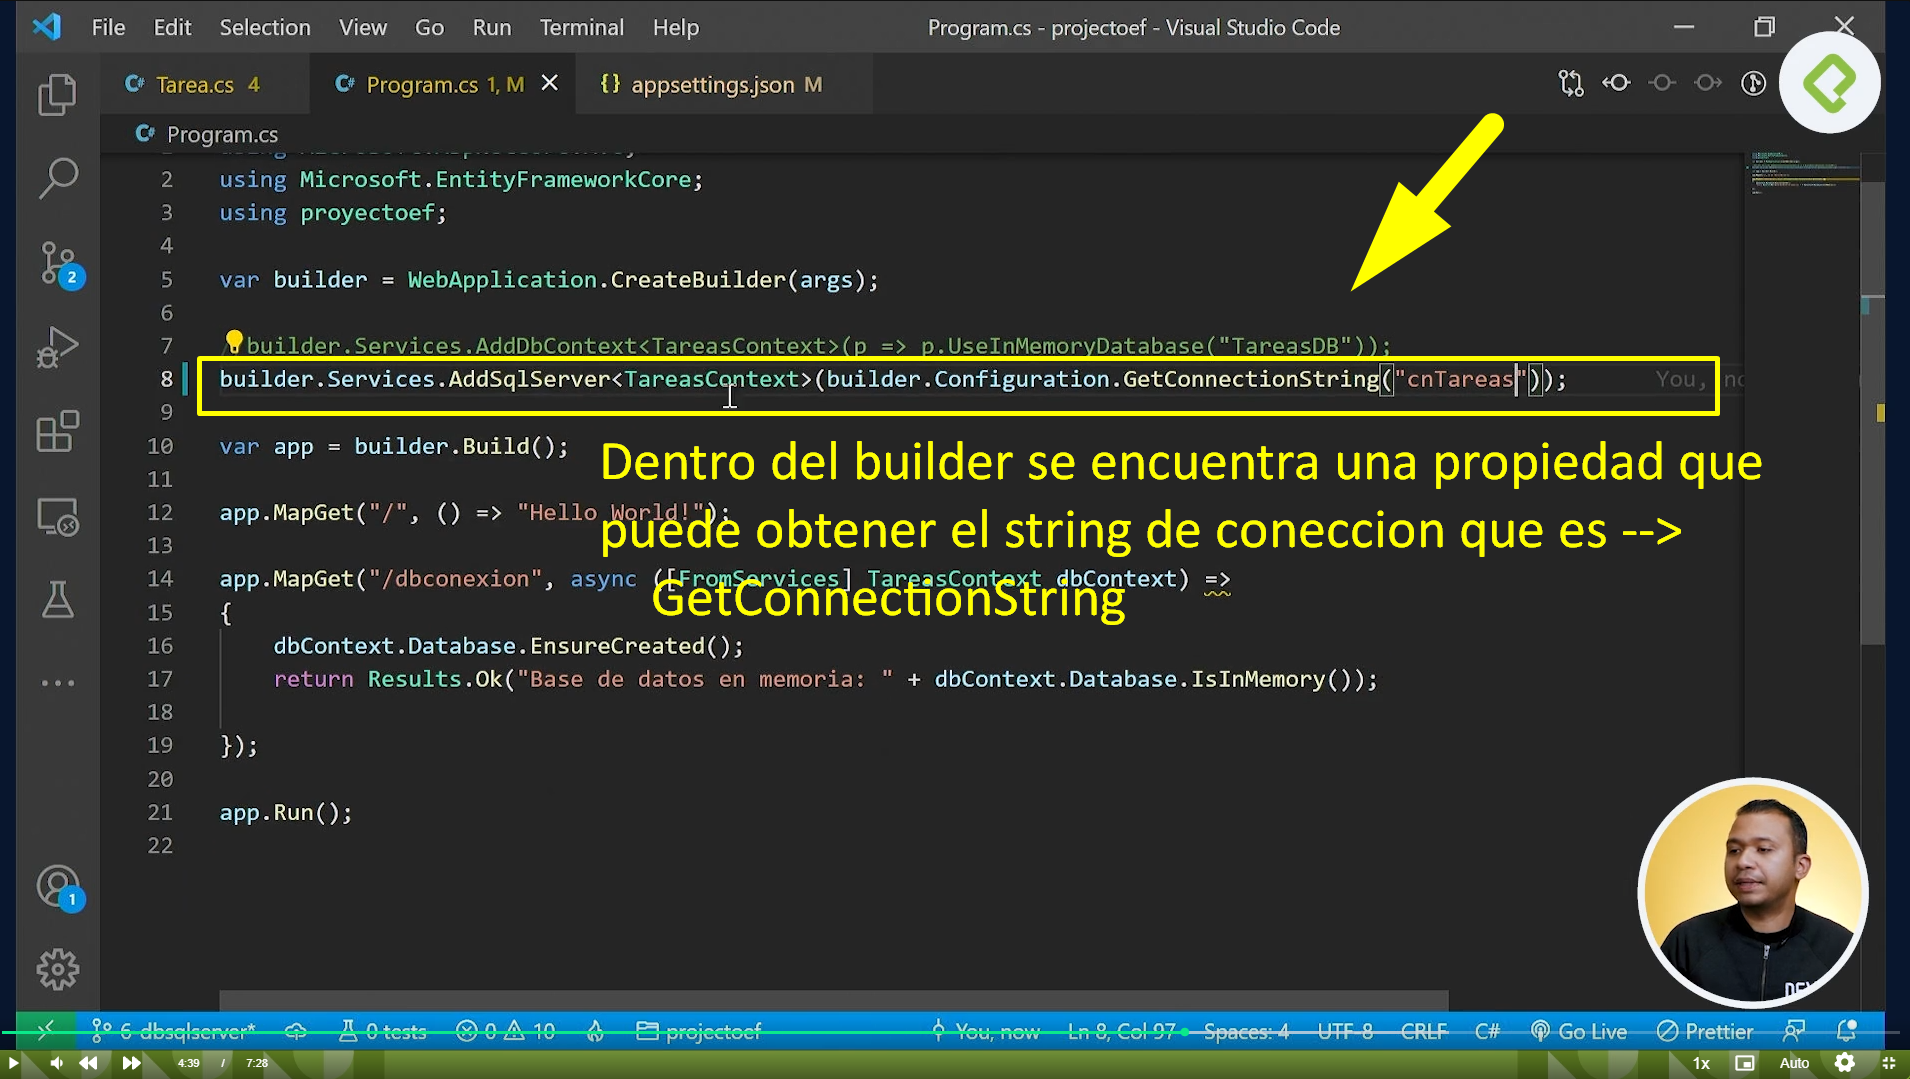 File Edit Selection View Go Run Terminal Help Program.cs - projectoef - Visual Studio Code
Tarea.cs 4 Program.cs 1, M appsettings.json M
Program.cs
2 using Microsoft.EntityFrameworkCore;
3 using proyectoef;
4
5 var builder = WebApplication.CreateBuilder(args);
6
7 /builder.Services.AddDbContext<TareasContext>(p => p.UseInMemoryDatabase("TareasDB"));
8 builder.Services.AddSqlServer<TareasContext>(builder.Configuration.GetConnectionString("cnTareas")); You,
9
10 var app = builder.Build();
Dentro del builder se encuentra una propiedad que
11
12 app.MapGet("/", () => "Hello World!");
puede obtener el string de coneccion que es -->
13
14 app.MapGet("/dbconexion", async ([FromServices] TareasContext dbContext) =>
GetConnectionString
15 {
16 dbContext.Database.EnsureCreated();
17 return Results.Ok("Base de datos en memoria: " + dbContext.Database.IsInMemory());
18
19 });
20
21 app.Run();
22
2
1
DEV
6-dbsqlserver* 0 tests 0 10 projectoef You, now Ln 8, Col 97 Spaces: 4 UTF-8 CRLF C# Go Live Prettier
4:39 / 7:28 1x Auto